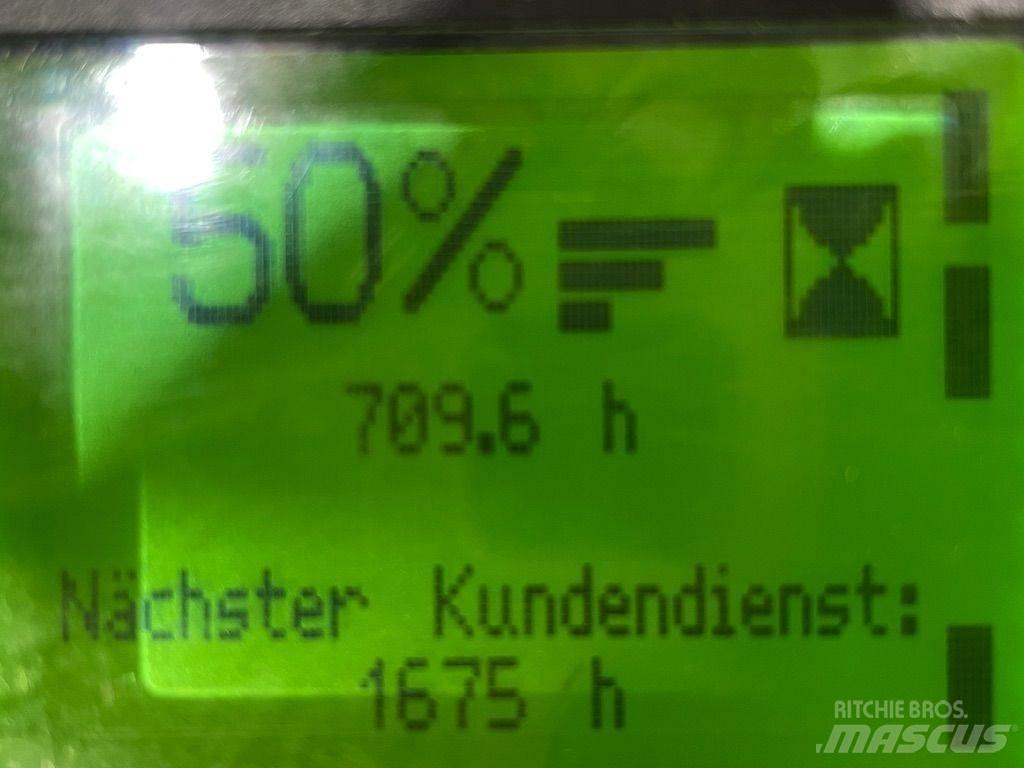 50%
709.6 h
Nächster Kundendienst:
1675 h
RITCHIE BROS.
MASCUS